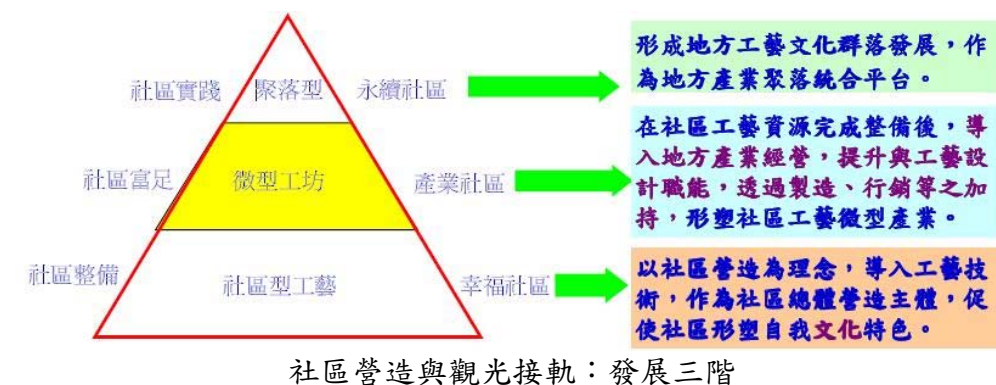 社區實踐 聚落型 永續社區
形成地方工藝文化群落發展，作
為地方產業聚落統合平台。
社區富足 微型工坊 產業社區
在社區工藝資源完成整備後，導
入地方產業經營，提升與工藝設
計職能，透過製造、行銷等之加
持，形塑社區工藝微型產業。
社區整備 社區型工藝 幸福社區
以社區營造為理念，導入工藝技
術，作為社區總體營造主體，促
使社區形塑自我文化特色。
社區營造與觀光接軌：發展三階